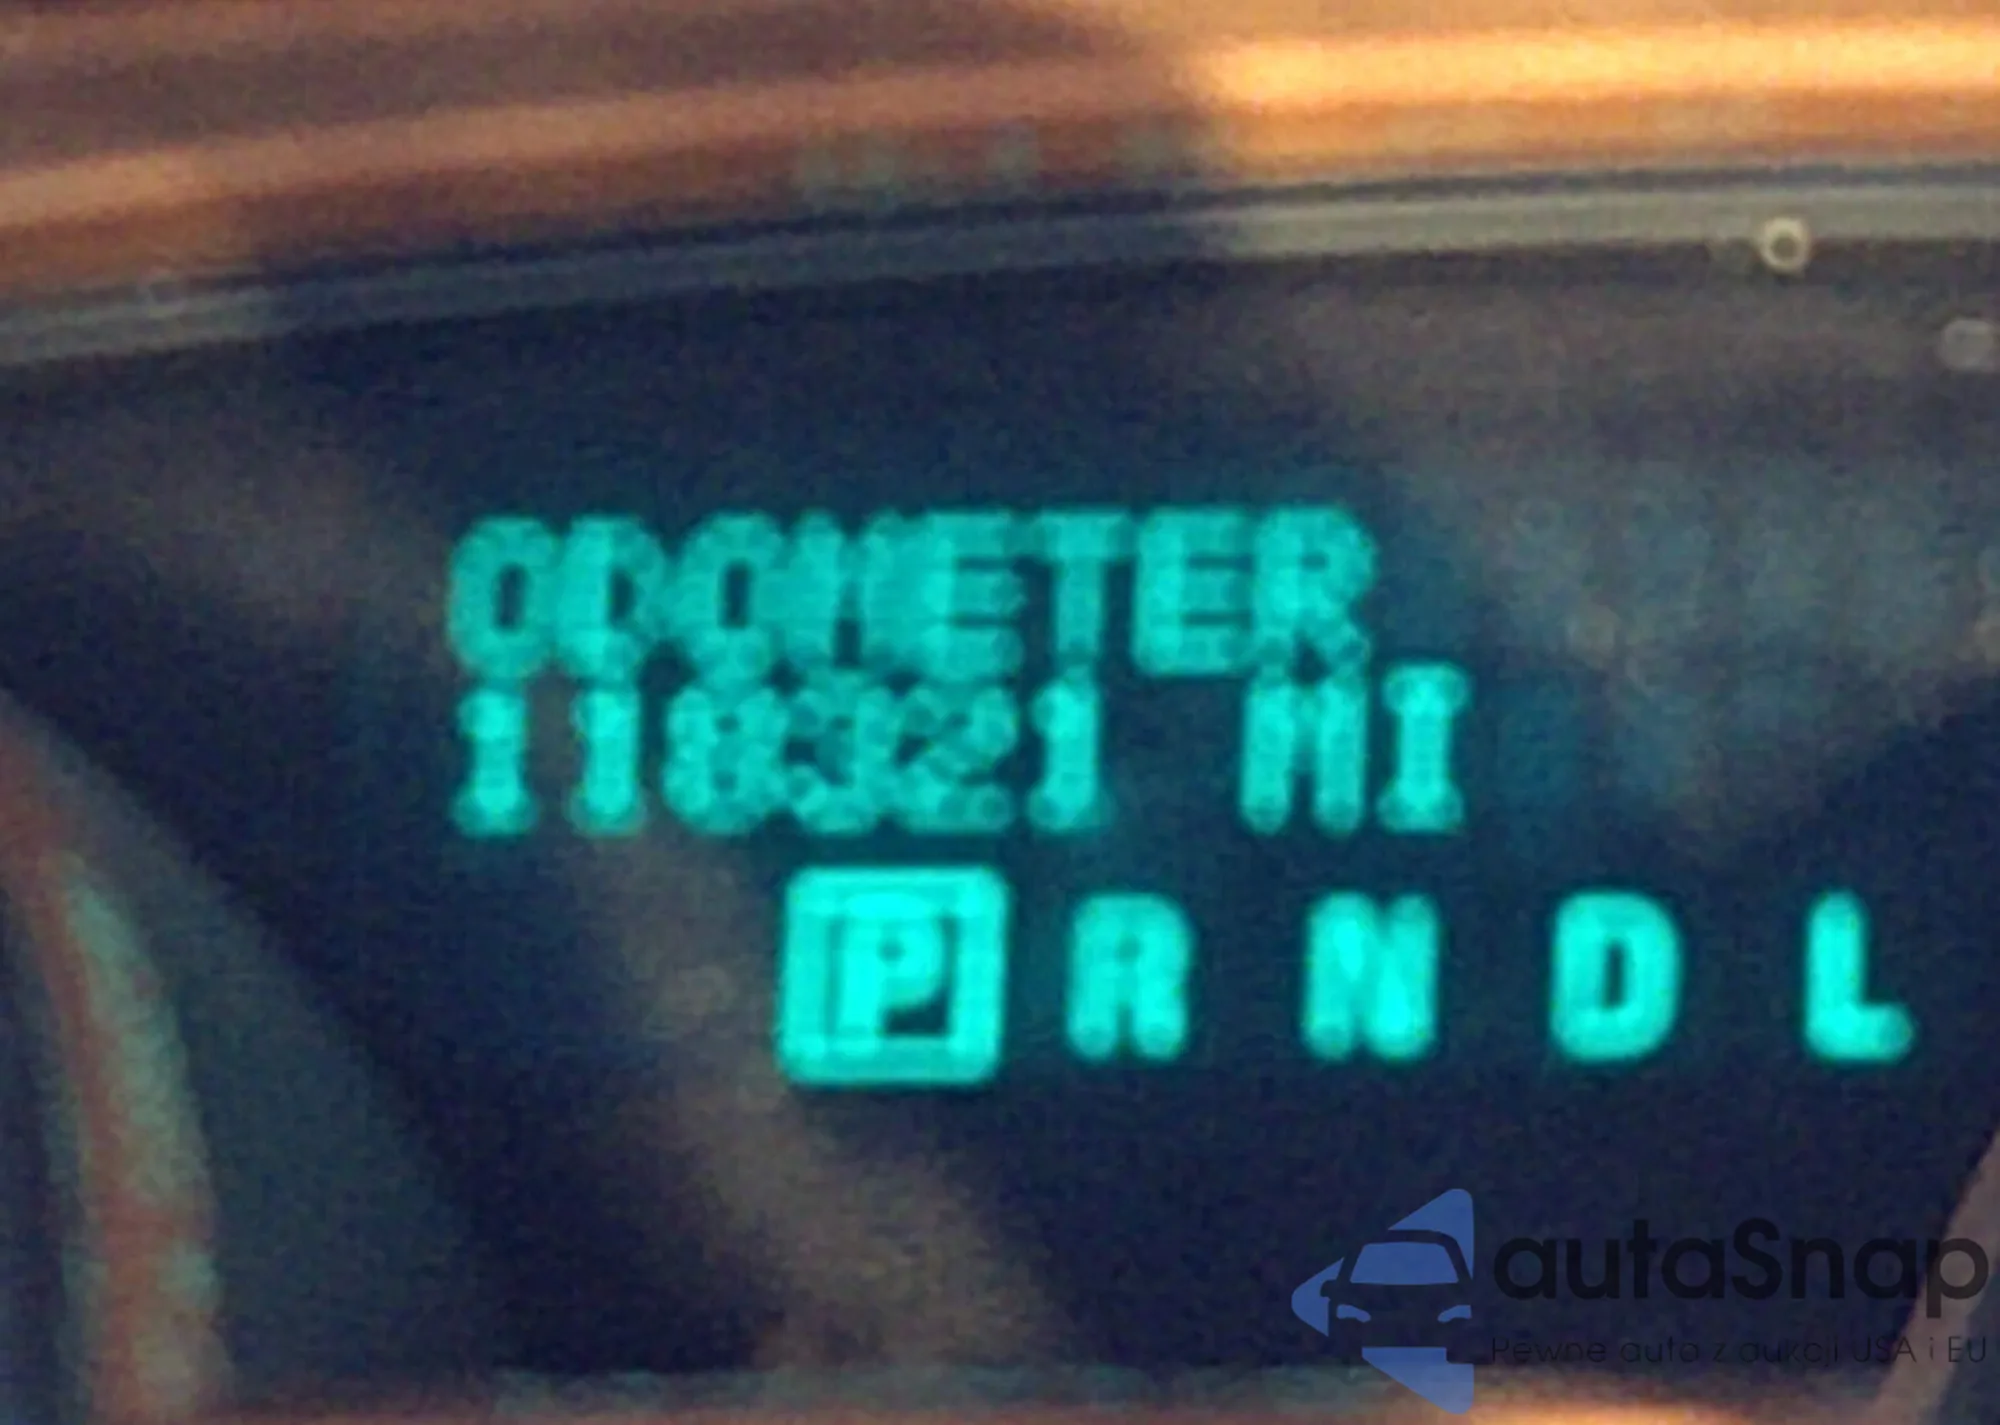 ODOMETER
118321 MI
P R N D L
autaSnap
Pewne auto z aukcji USA i EU